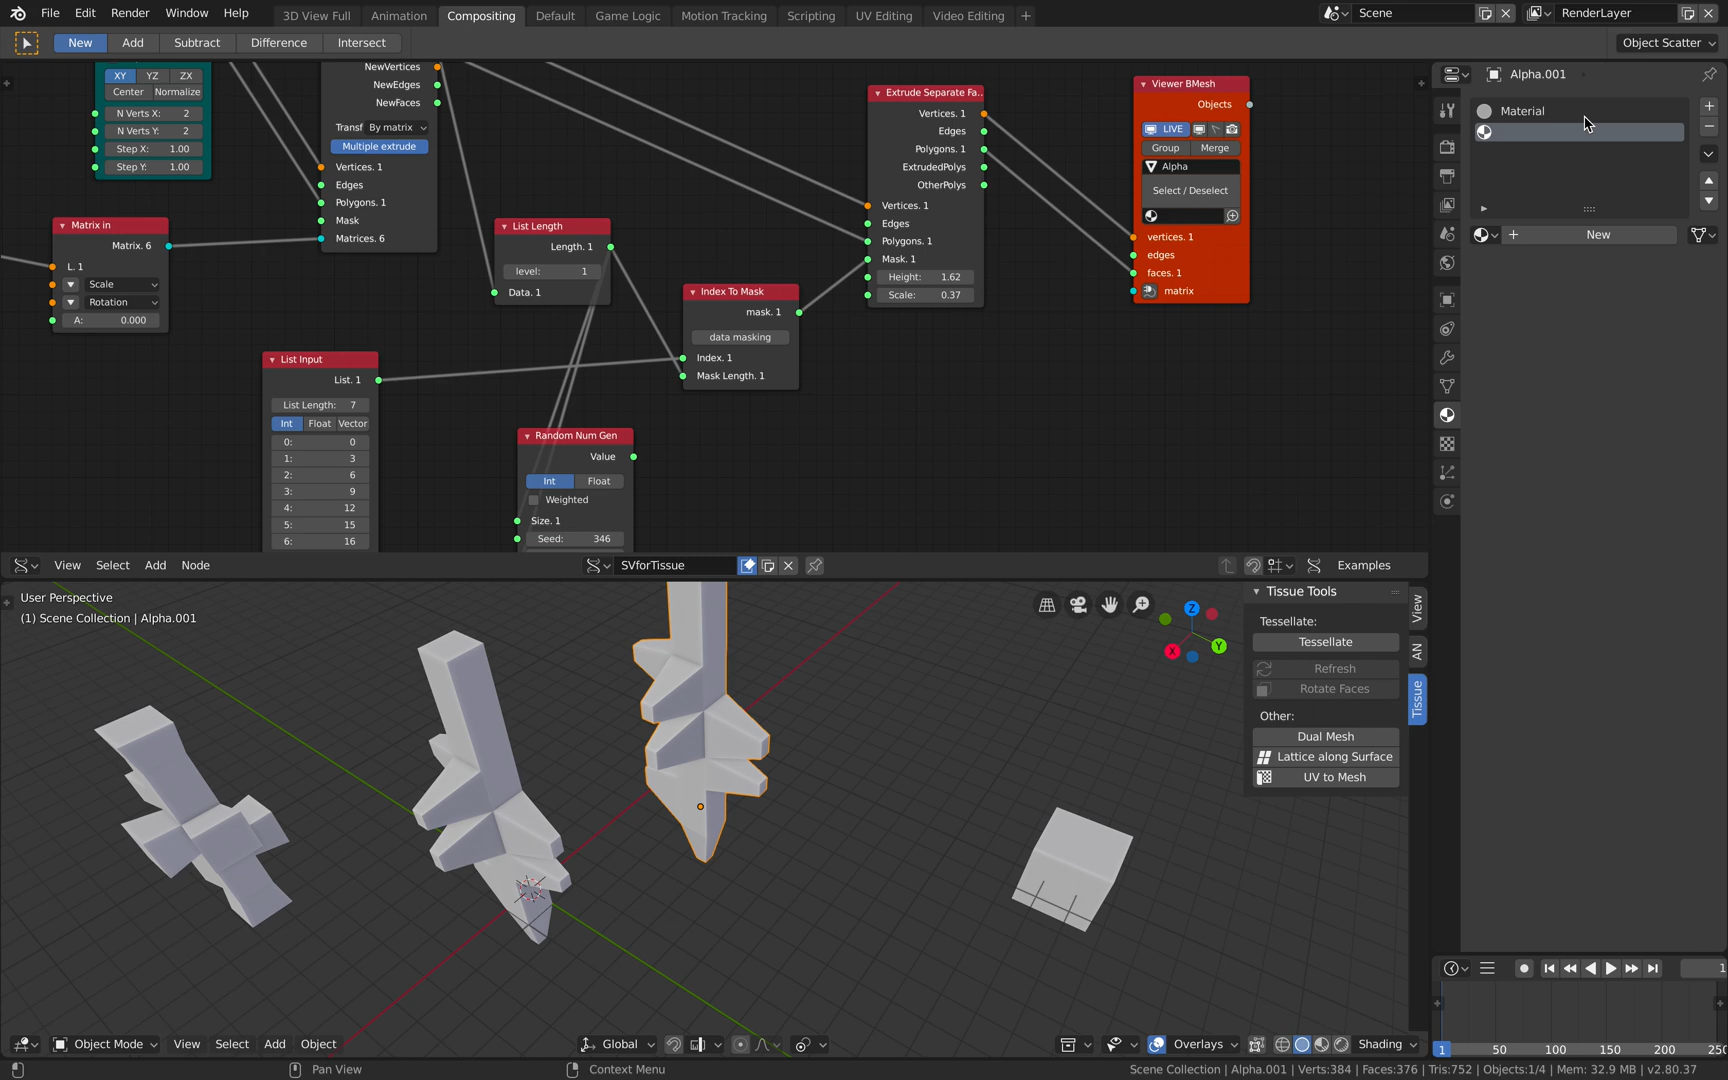 File Edit Render Window Help 3D View Full Animation Compositing Default Game Logic Motion Tracking Scripting UV Editing Video Editing + Scene RenderLayer
New Add Subtract Difference Intersect Object Scatter
XY YZ ZX
Center Normalize
N Verts X: 2
N Verts Y: 2
Step X: 1.00
Step Y: 1.00
NewVertices
NewEdges
NewFaces
Transf By matrix
Multiple extrude
Vertices. 1
Edges
Polygons. 1
Mask
Matrices. 6
Matrix in
Matrix. 6
L. 1
Scale
Rotation
A: 0.000
List Length
Length. 1
level: 1
Data. 1
List Input
List. 1
List Length: 7
Int Float Vector
0: 0
1: 3
2: 6
3: 9
4: 12
5: 15
6: 16
Random Num Gen
Value
Int Float
Weighted
Size. 1
Seed: 346
Index To Mask
mask. 1
data masking
Index. 1
Mask Length. 1
Extrude Separate Fa..
Vertices. 1
Edges
Polygons. 1
ExtrudedPolys
OtherPolys
Vertices. 1
Edges
Polygons. 1
Mask. 1
Height: 1.62
Scale: 0.37
Viewer BMesh
Objects
LIVE
Group Merge
Alpha
Select / Deselect
vertices. 1
edges
faces. 1
matrix
Alpha.001
Material
New
View Select Add Node SVforTissue Examples
User Perspective
(1) Scene Collection | Alpha.001
Z
Y
X
Tissue Tools
Tessellate:
Tessellate
Refresh
Rotate Faces
Other:
Dual Mesh
Lattice along Surface
UV to Mesh
View
AN
Tissue
1
1 50 100 150 200 250
Object Mode View Select Add Object Global Overlays Shading
Pan View Context Menu Scene Collection | Alpha.001 | Verts:384 | Faces:376 | Tris:752 | Objects:1/4 | Mem: 32.9 MB | v2.80.37